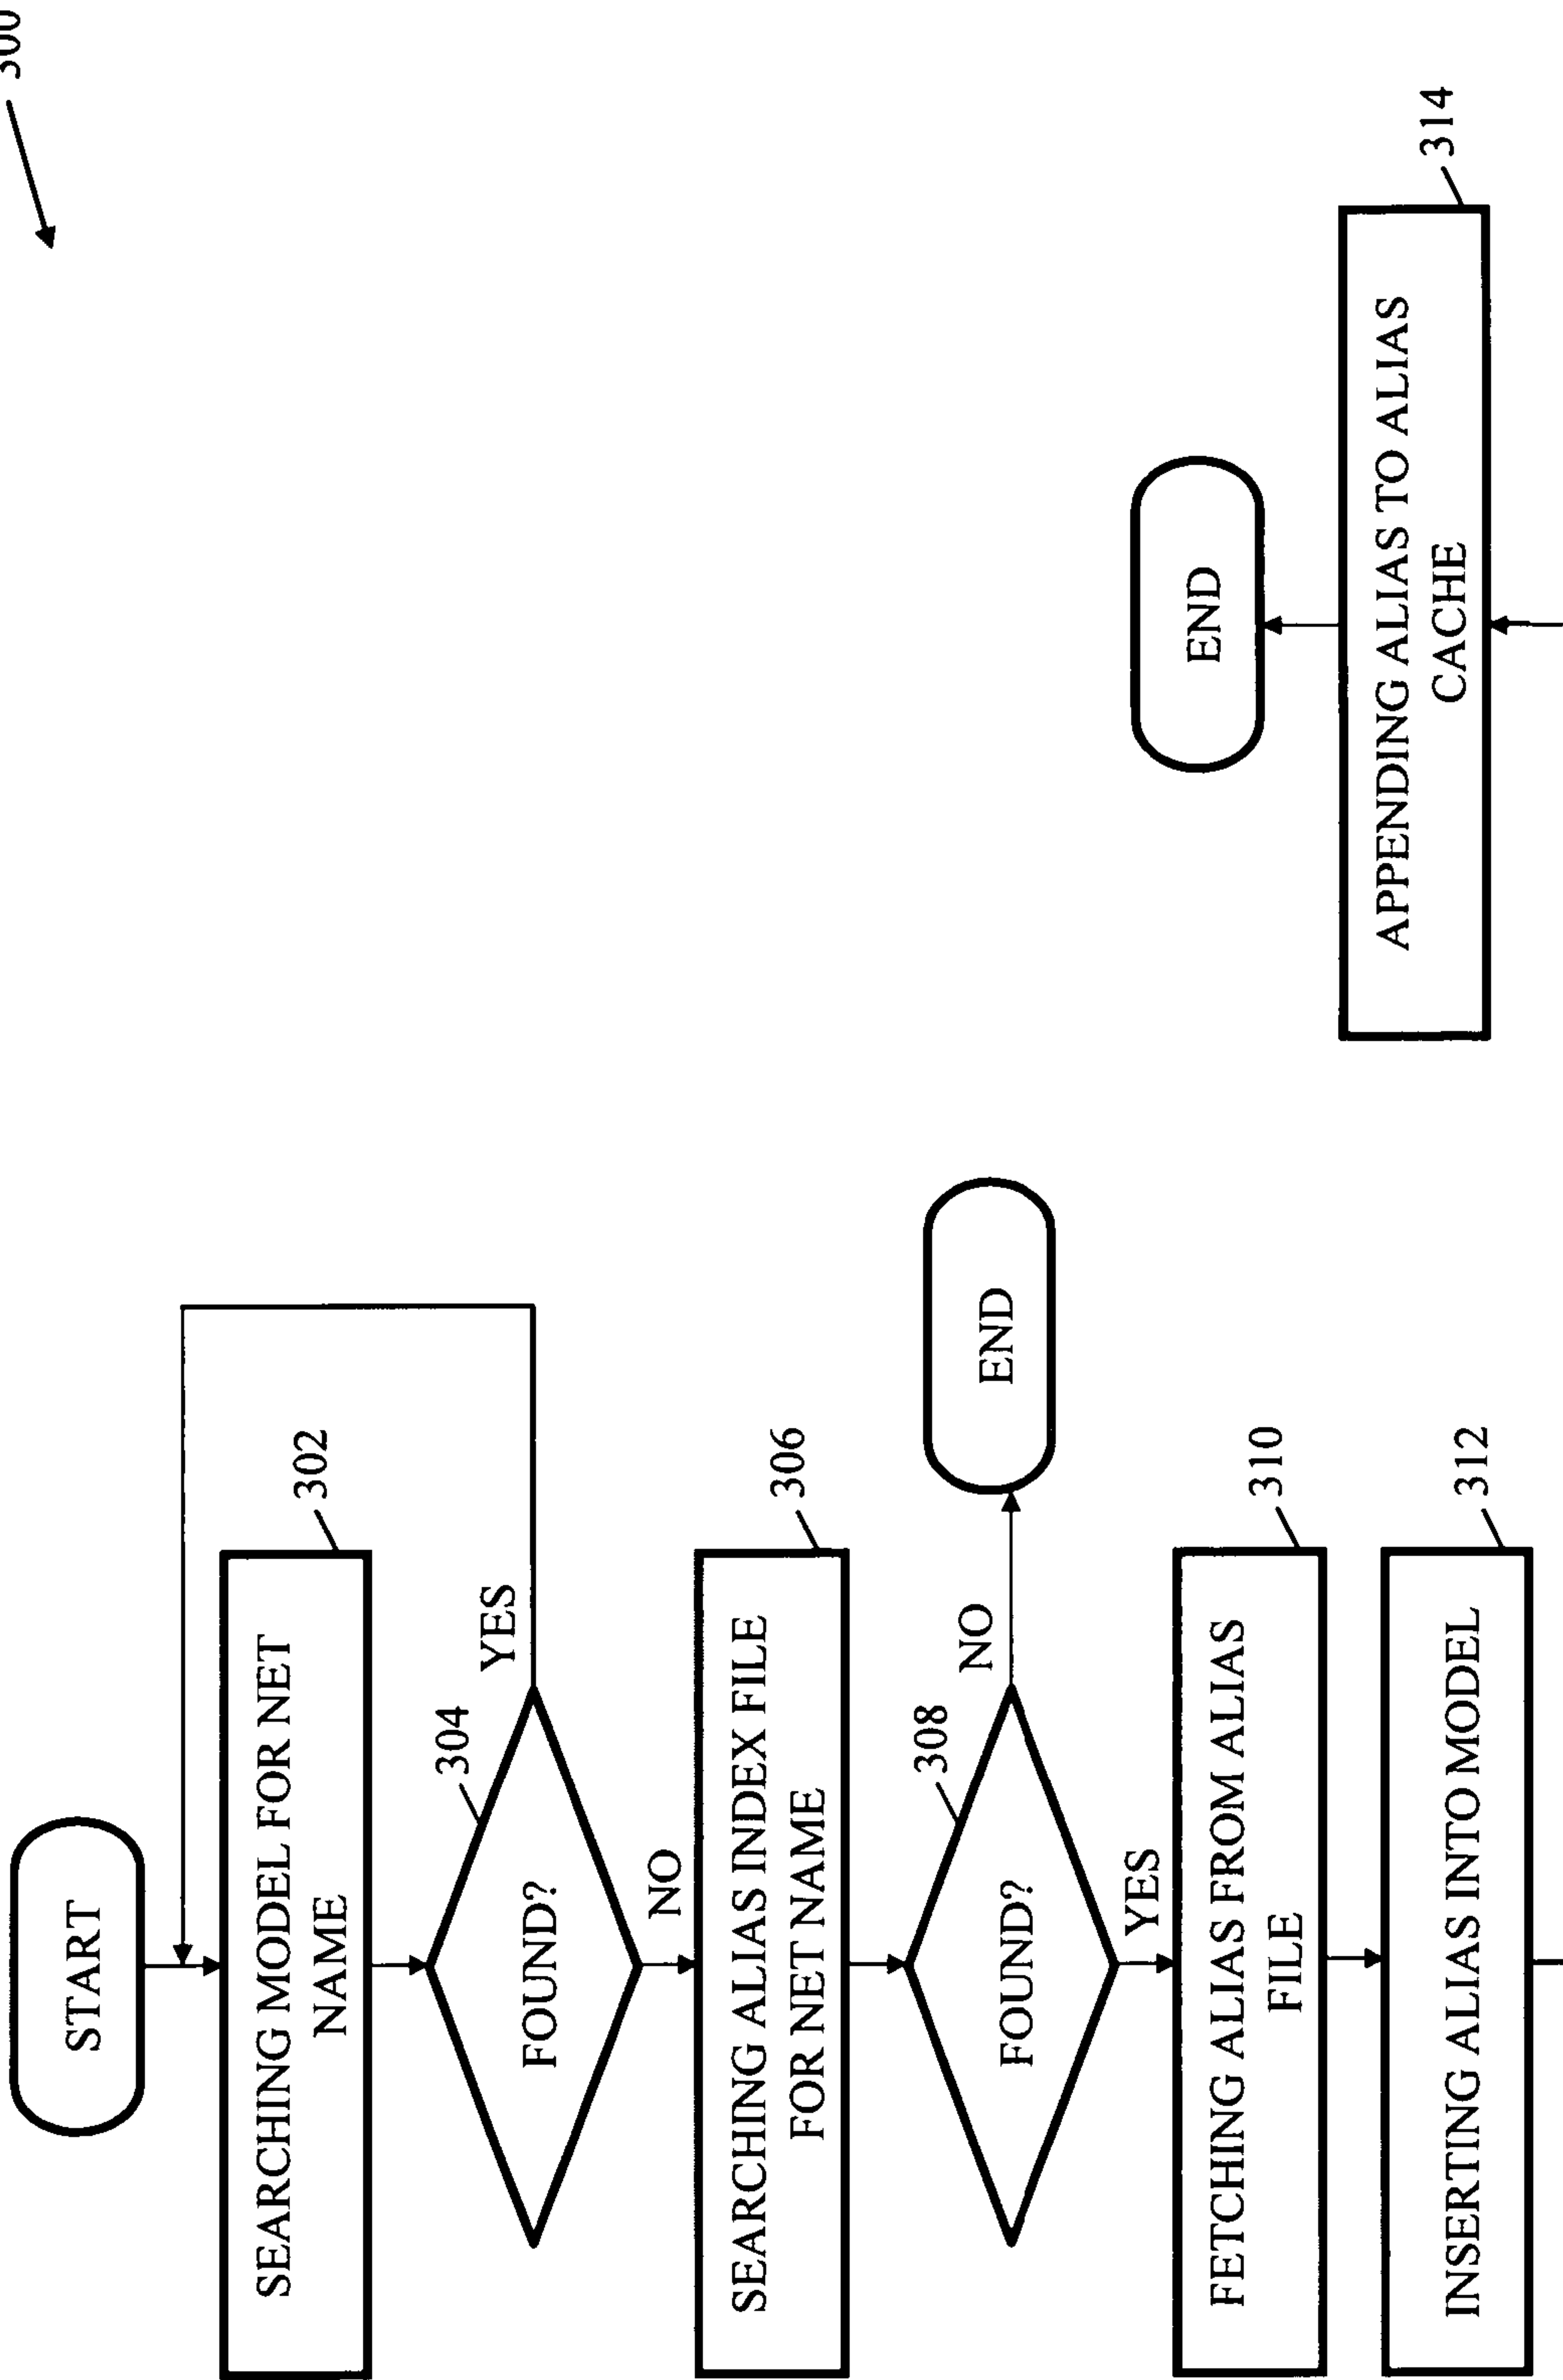 300
START
SEARCHING MODEL FOR NET
NAME
302
304
FOUND?
YES
NO
SEARCHING ALIAS INDEX FILE
FOR NET NAME
306
308
FOUND?
NO
END
YES
FETCHING ALIAS FROM ALIAS
FILE
310
INSERTING ALIAS INTO MODEL
312
APPENDING ALIAS TO ALIAS
CACHE
314
END